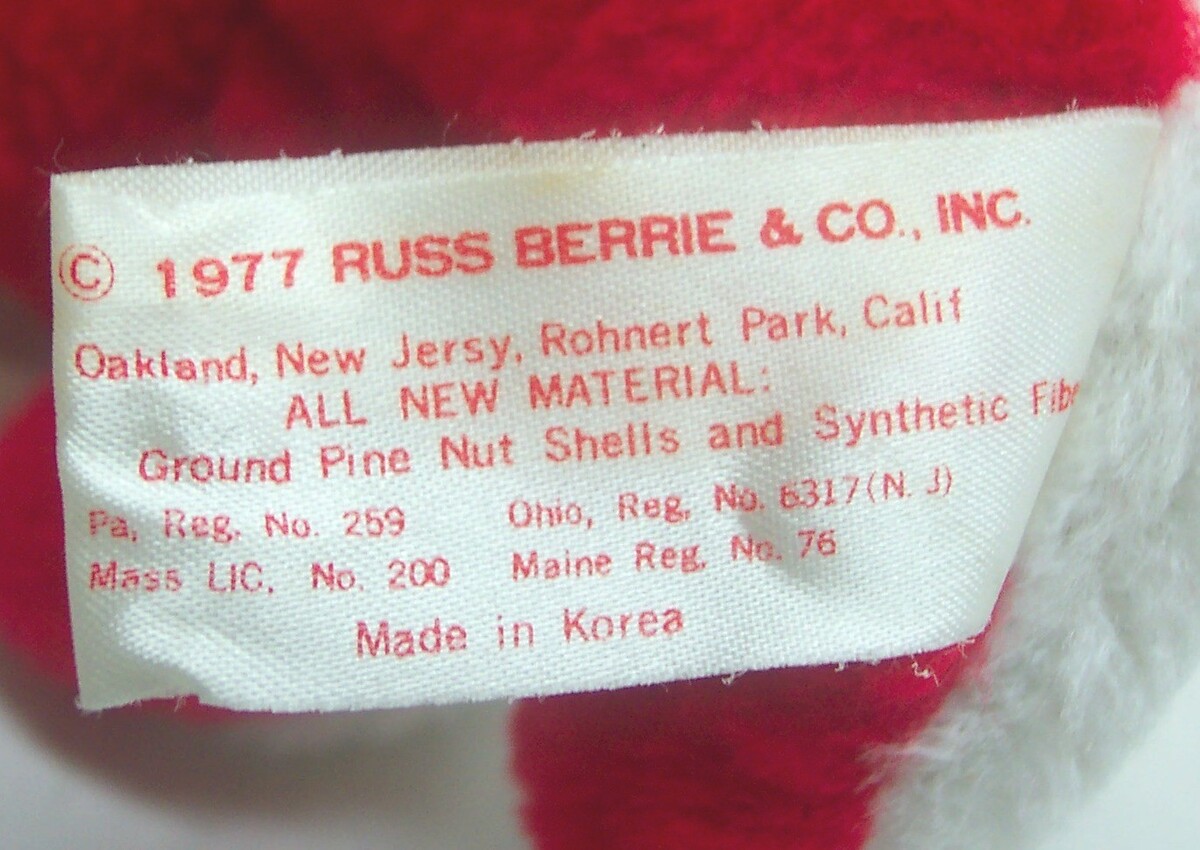 © 1977 RUSS BERRIE & CO., INC.
Oakland, New Jersy, Rohnert Park, Calif
ALL NEW MATERIAL:
Ground Pine Nut Shells and Synthetic Fibe
Pa, Reg. No. 259 Ohio, Reg. No. 6317(N. J)
Mass LIC, No. 200 Maine Reg. No. 76
Made in Korea